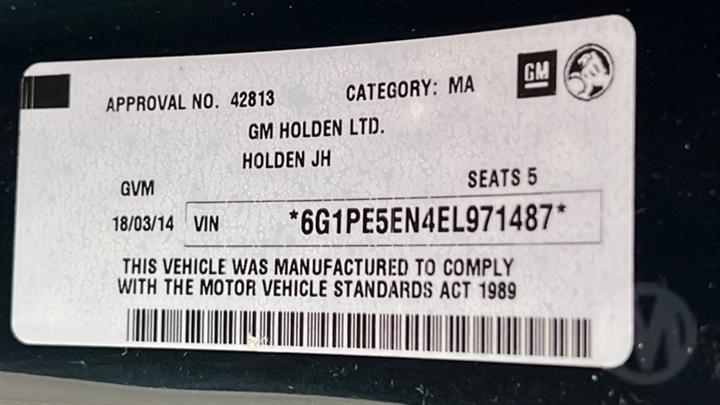 APPROVAL NO. 42813 CATEGORY: MA GM
GM HOLDEN LTD.
HOLDEN JH
GVM SEATS 5
18/03/14 VIN *6G1PE5EN4EL971487*
THIS VEHICLE WAS MANUFACTURED TO COMPLY
WITH THE MOTOR VEHICLE STANDARDS ACT 1989